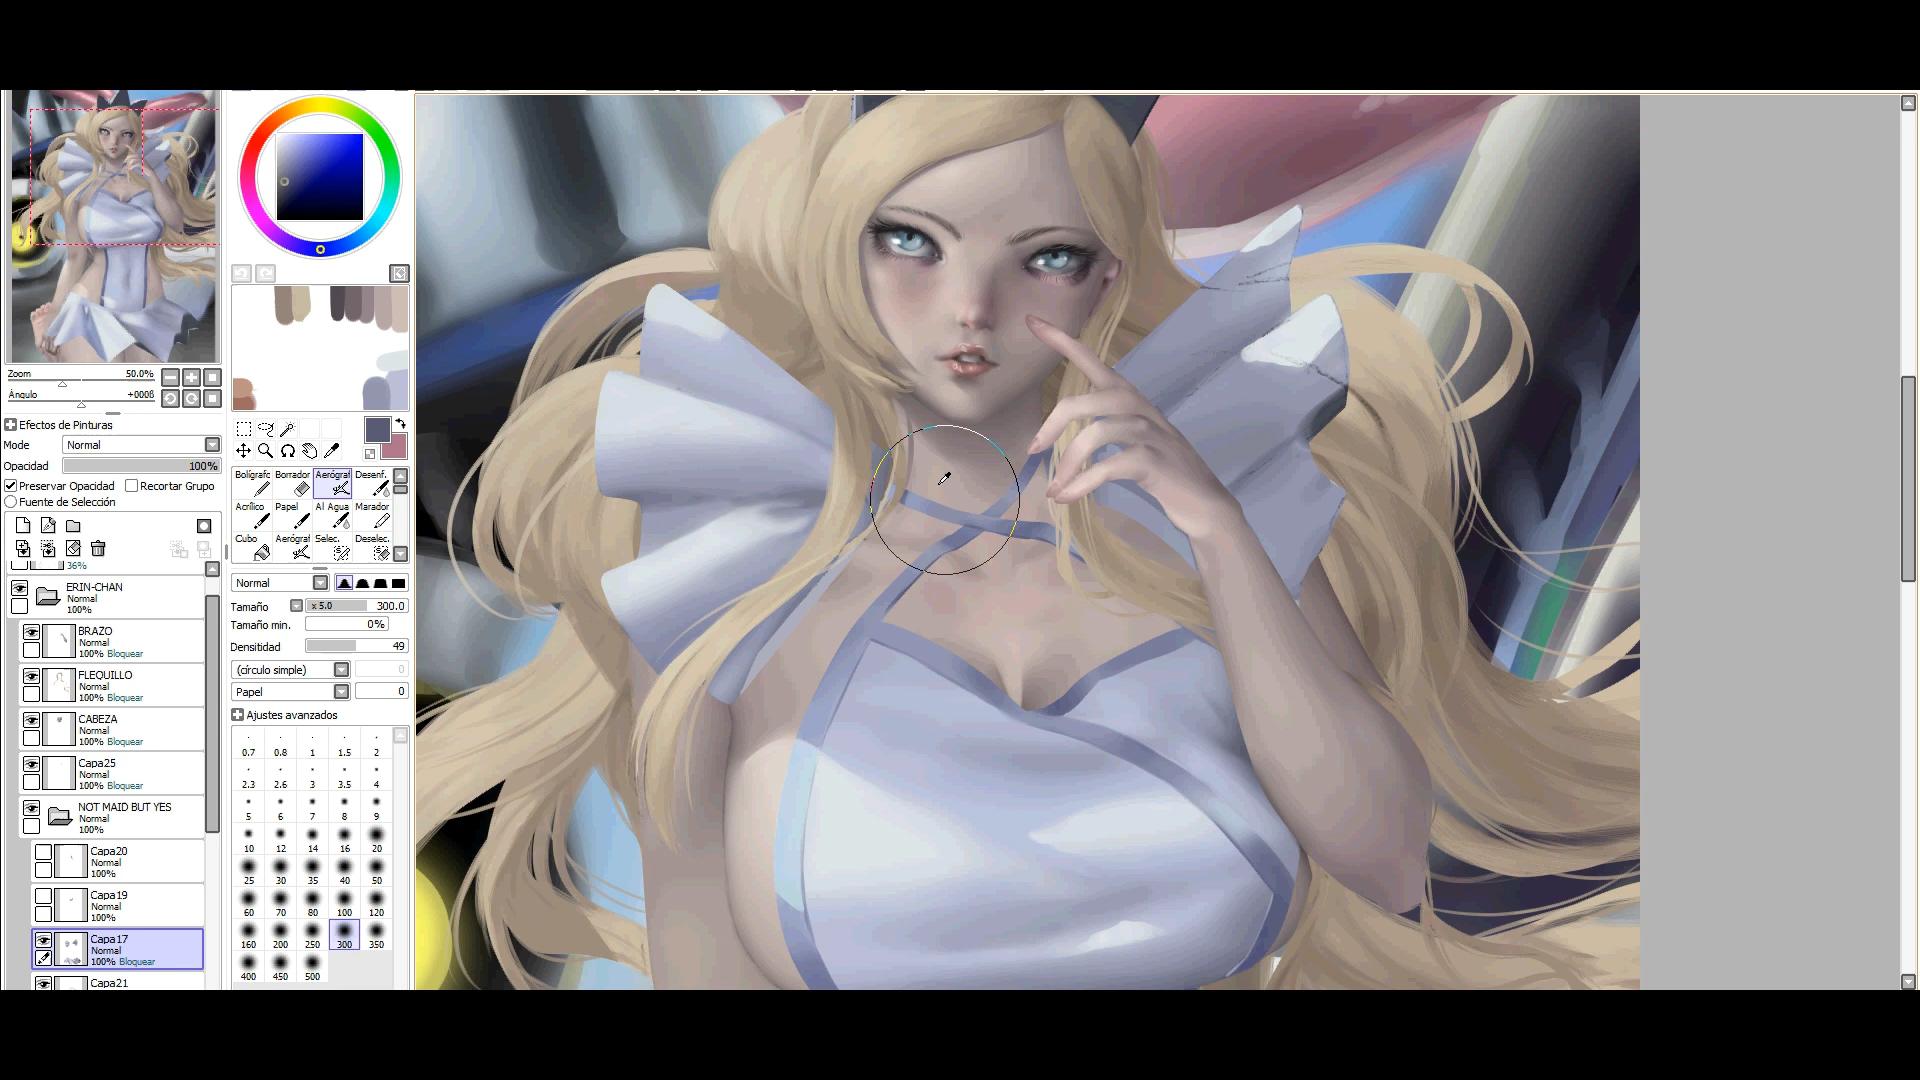 Zoom 50.0%
Ángulo +000ß
Efectos de Pinturas
Mode Normal
Opacidad 100%
Preservar Opacidad Recortar Grupo
Fuente de Selección
36%
ERIN-CHAN
Normal
100%
BRAZO
Normal
100% Bloquear
FLEQUILLO
Normal
100% Bloquear
CABEZA
Normal
100% Bloquear
Capa25
Normal
100% Bloquear
NOT MAID BUT YES
Normal
100%
Capa20
Normal
100%
Capa19
Normal
100%
Capa17
Normal
100% Bloquear
Capa21
Bolígrafo Borrador Aerógraf Desenf.
Acrílico Papel Al Agua Marador
Cubo Aerógraf Selec. Deselec.
Normal
Tamaño x 5.0 300.0
Tamaño min. 0%
Densitidad 49
(círculo simple) 0
Papel 0
Ajustes avanzados
0.7 0.8 1 1.5 2
2.3 2.6 3 3.5 4
5 6 7 8 9
10 12 14 16 20
25 30 35 40 50
60 70 80 100 120
160 200 250 300 350
400 450 500